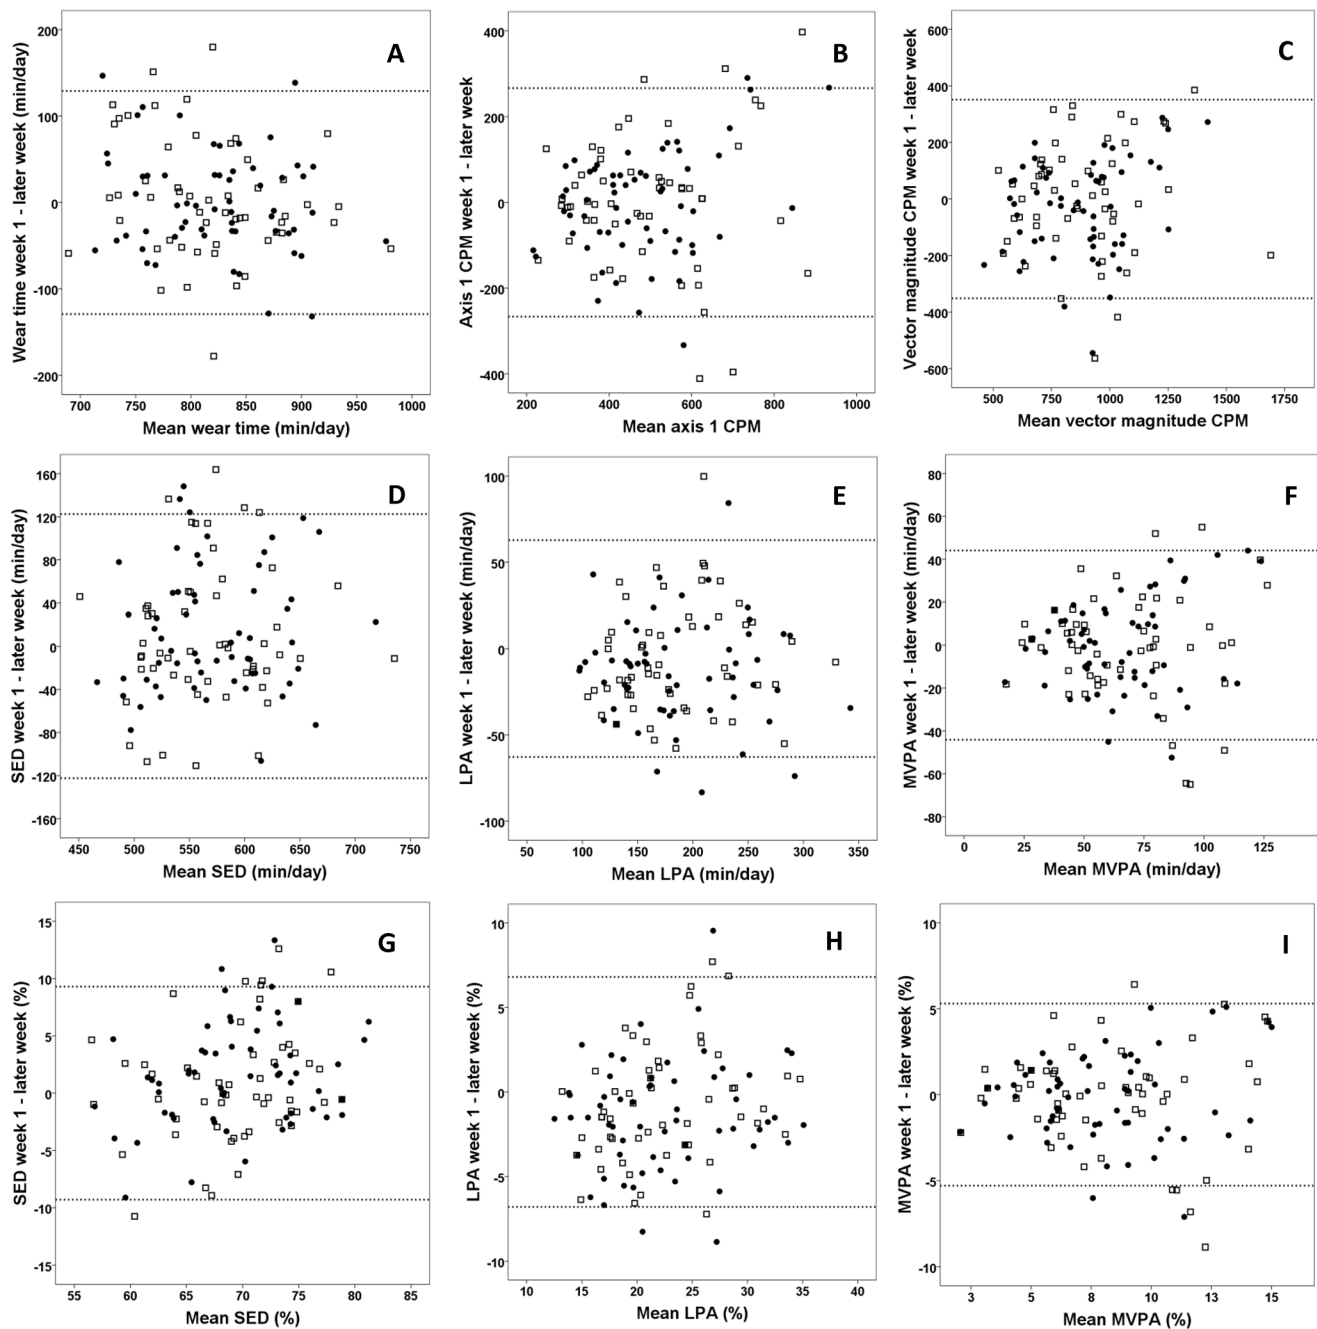 A
Wear time week 1 - later week (min/day)
200
100
0
-100
-200
700 750 800 850 900 950 1000
Mean wear time (min/day)
B
Axis 1 CPM week 1 - later week
400
200
0
-200
-400
200 400 600 800 1000
Mean axis 1 CPM
C
Vector magnitude CPM week 1 - later week
600
400
200
0
-200
-400
-600
500 750 1000 1250 1500 1750
Mean vector magnitude CPM
D
SED week 1 - later week (min/day)
160
120
80
40
0
-40
-80
-120
-160
450 500 550 600 650 700 750
Mean SED (min/day)
E
LPA week 1 - later week (min/day)
100
50
0
-50
-100
50 100 150 200 250 300 350
Mean LPA (min/day)
F
MVPA week 1 - later week (min/day)
80
60
40
20
0
-20
-40
-60
-80
0 25 50 75 100 125
Mean MVPA (min/day)
G
SED week 1 - later week (%)
15
10
5
0
-5
-10
-15
55 60 65 70 75 80 85
Mean SED (%)
H
LPA week 1 - later week (%)
10
5
0
-5
-10
10 15 20 25 30 35 40
Mean LPA (%)
I
MVPA week 1 - later week (%)
10
5
0
-5
-10
3 5 8 10 13 15
Mean MVPA (%)